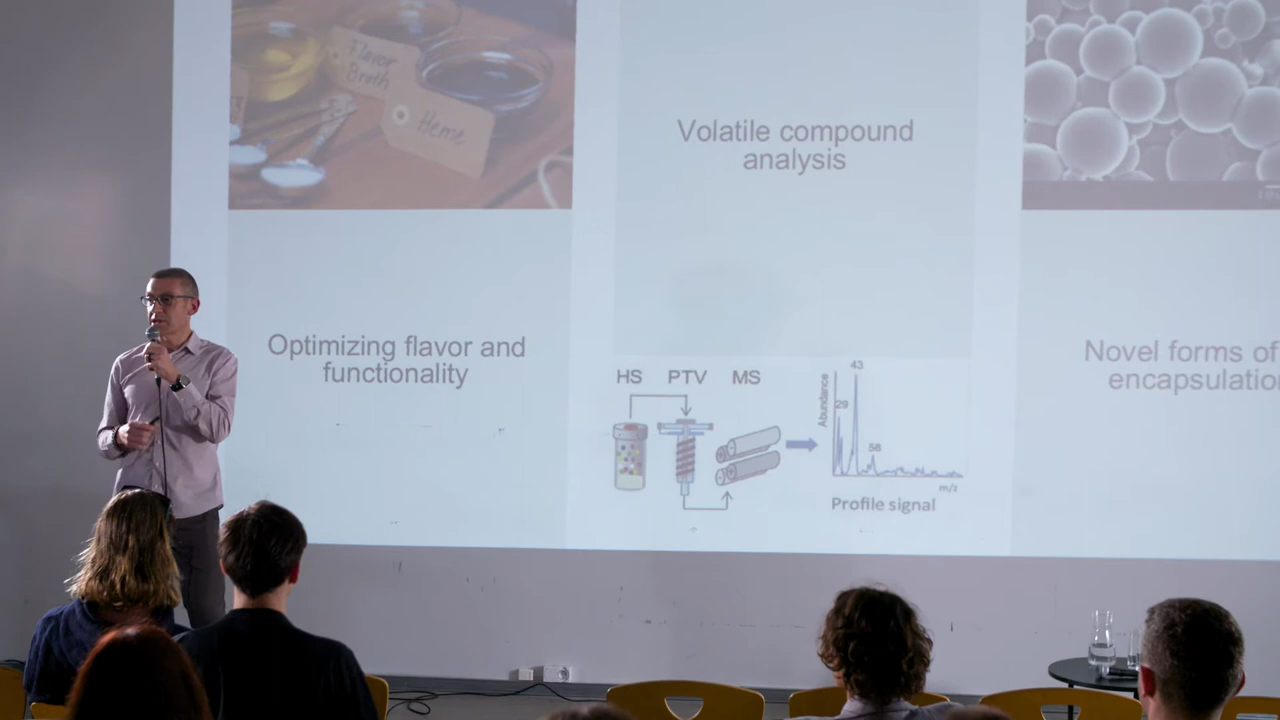 Flavor
Broth
Heme
Optimizing flavor and
functionality
Volatile compound
analysis
HS PTV MS
Abundance
29
43
58
m/z
Profile signal
Novel forms of
encapsulation